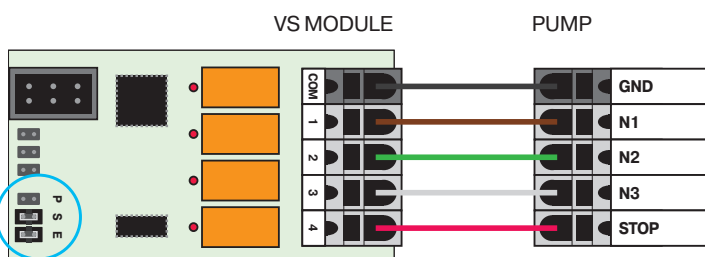 VS MODULE PUMP
COM GND
1 N1
2 N2
3 N3
4 STOP
P
S
E